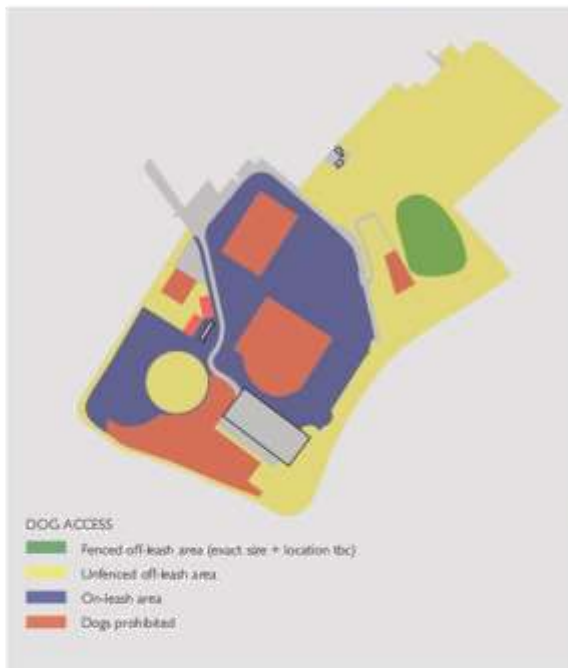 DOG ACCESS
Fenced off-leash area (exact size + location tbc)
Unfenced off-leash area
On-leash area
Dogs prohibited